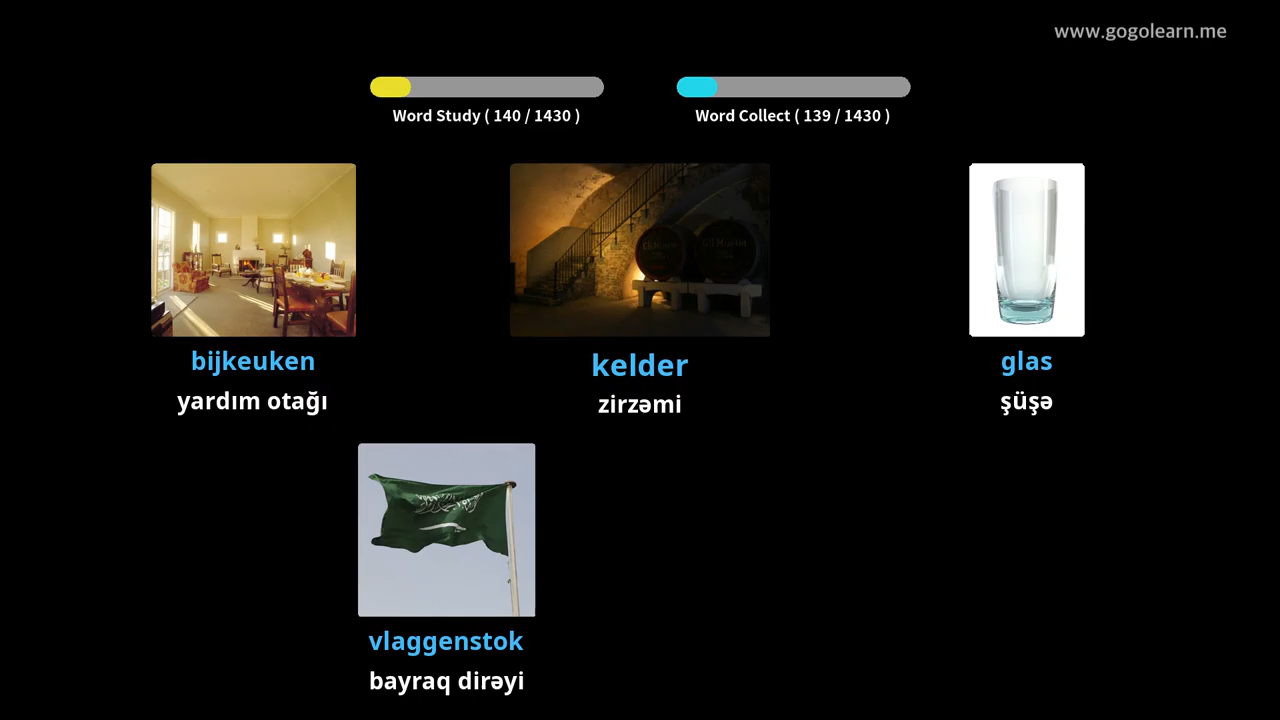 www.gogolearn.me
Word Study ( 140 / 1430 )
Word Collect ( 139 / 1430 )
bijkeuken
yardım otağı
kelder
zirzəmi
glas
şüşə
vlaggenstok
bayraq dirəyi